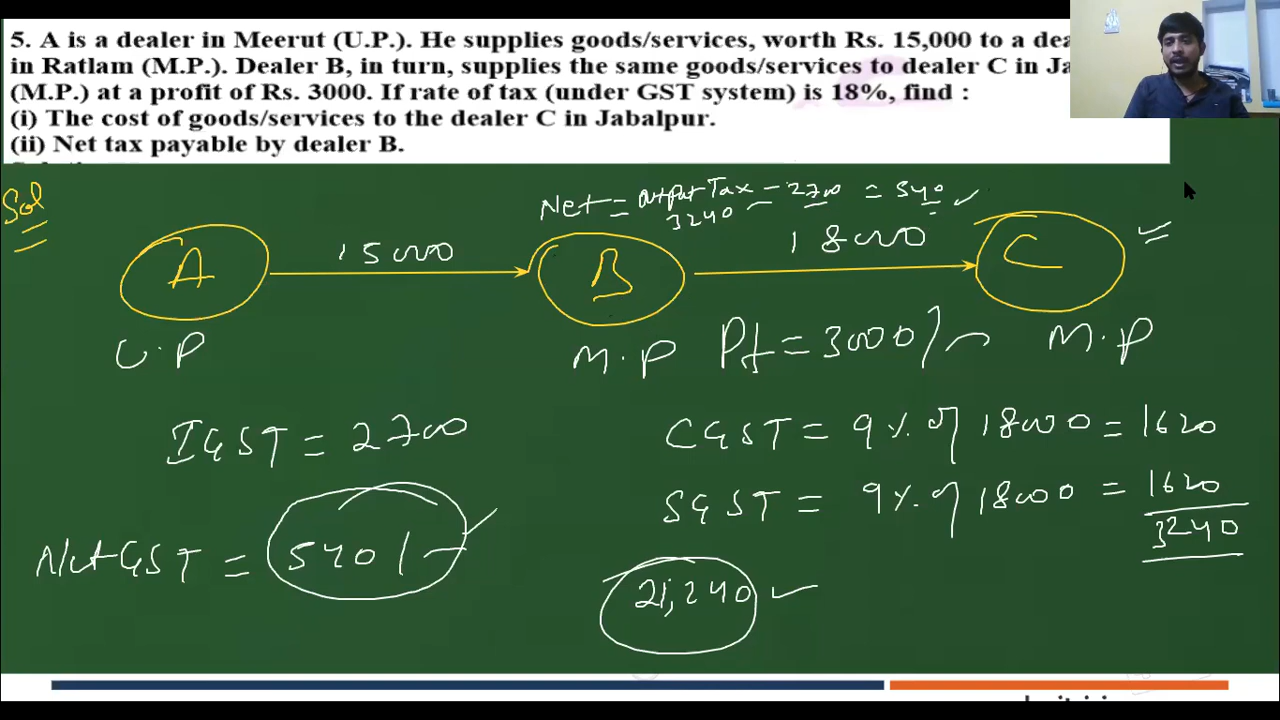 5. A is a dealer in Meerut (U.P.). He supplies goods/services, worth Rs. 15,000 to a dea
in Ratlam (M.P.). Dealer B, in turn, supplies the same goods/services to dealer C in Ja
(M.P.) at a profit of Rs. 3000. If rate of tax (under GST system) is 18%, find :
(i) The cost of goods/services to the dealer C in Jabalpur.
(ii) Net tax payable by dealer B.
Sol
Net = output Tax - 2700 = 540
3240
A 15000 B 18000 C
U.P M.P Pf = 3000/- M.P
IGST = 2700
CGST = 9% of 18000 = 1620
SGST = 9% of 18000 = 1620
3240
Net GST = 540/-
21,240